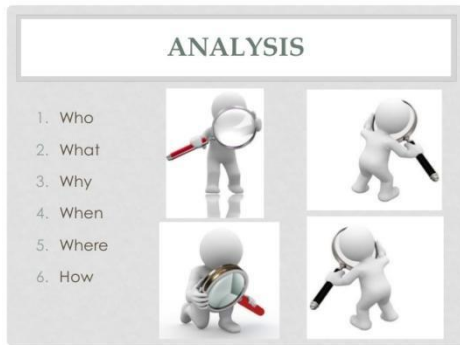 ANALYSIS
1. Who
2. What
3. Why
4. When
5. Where
6. How